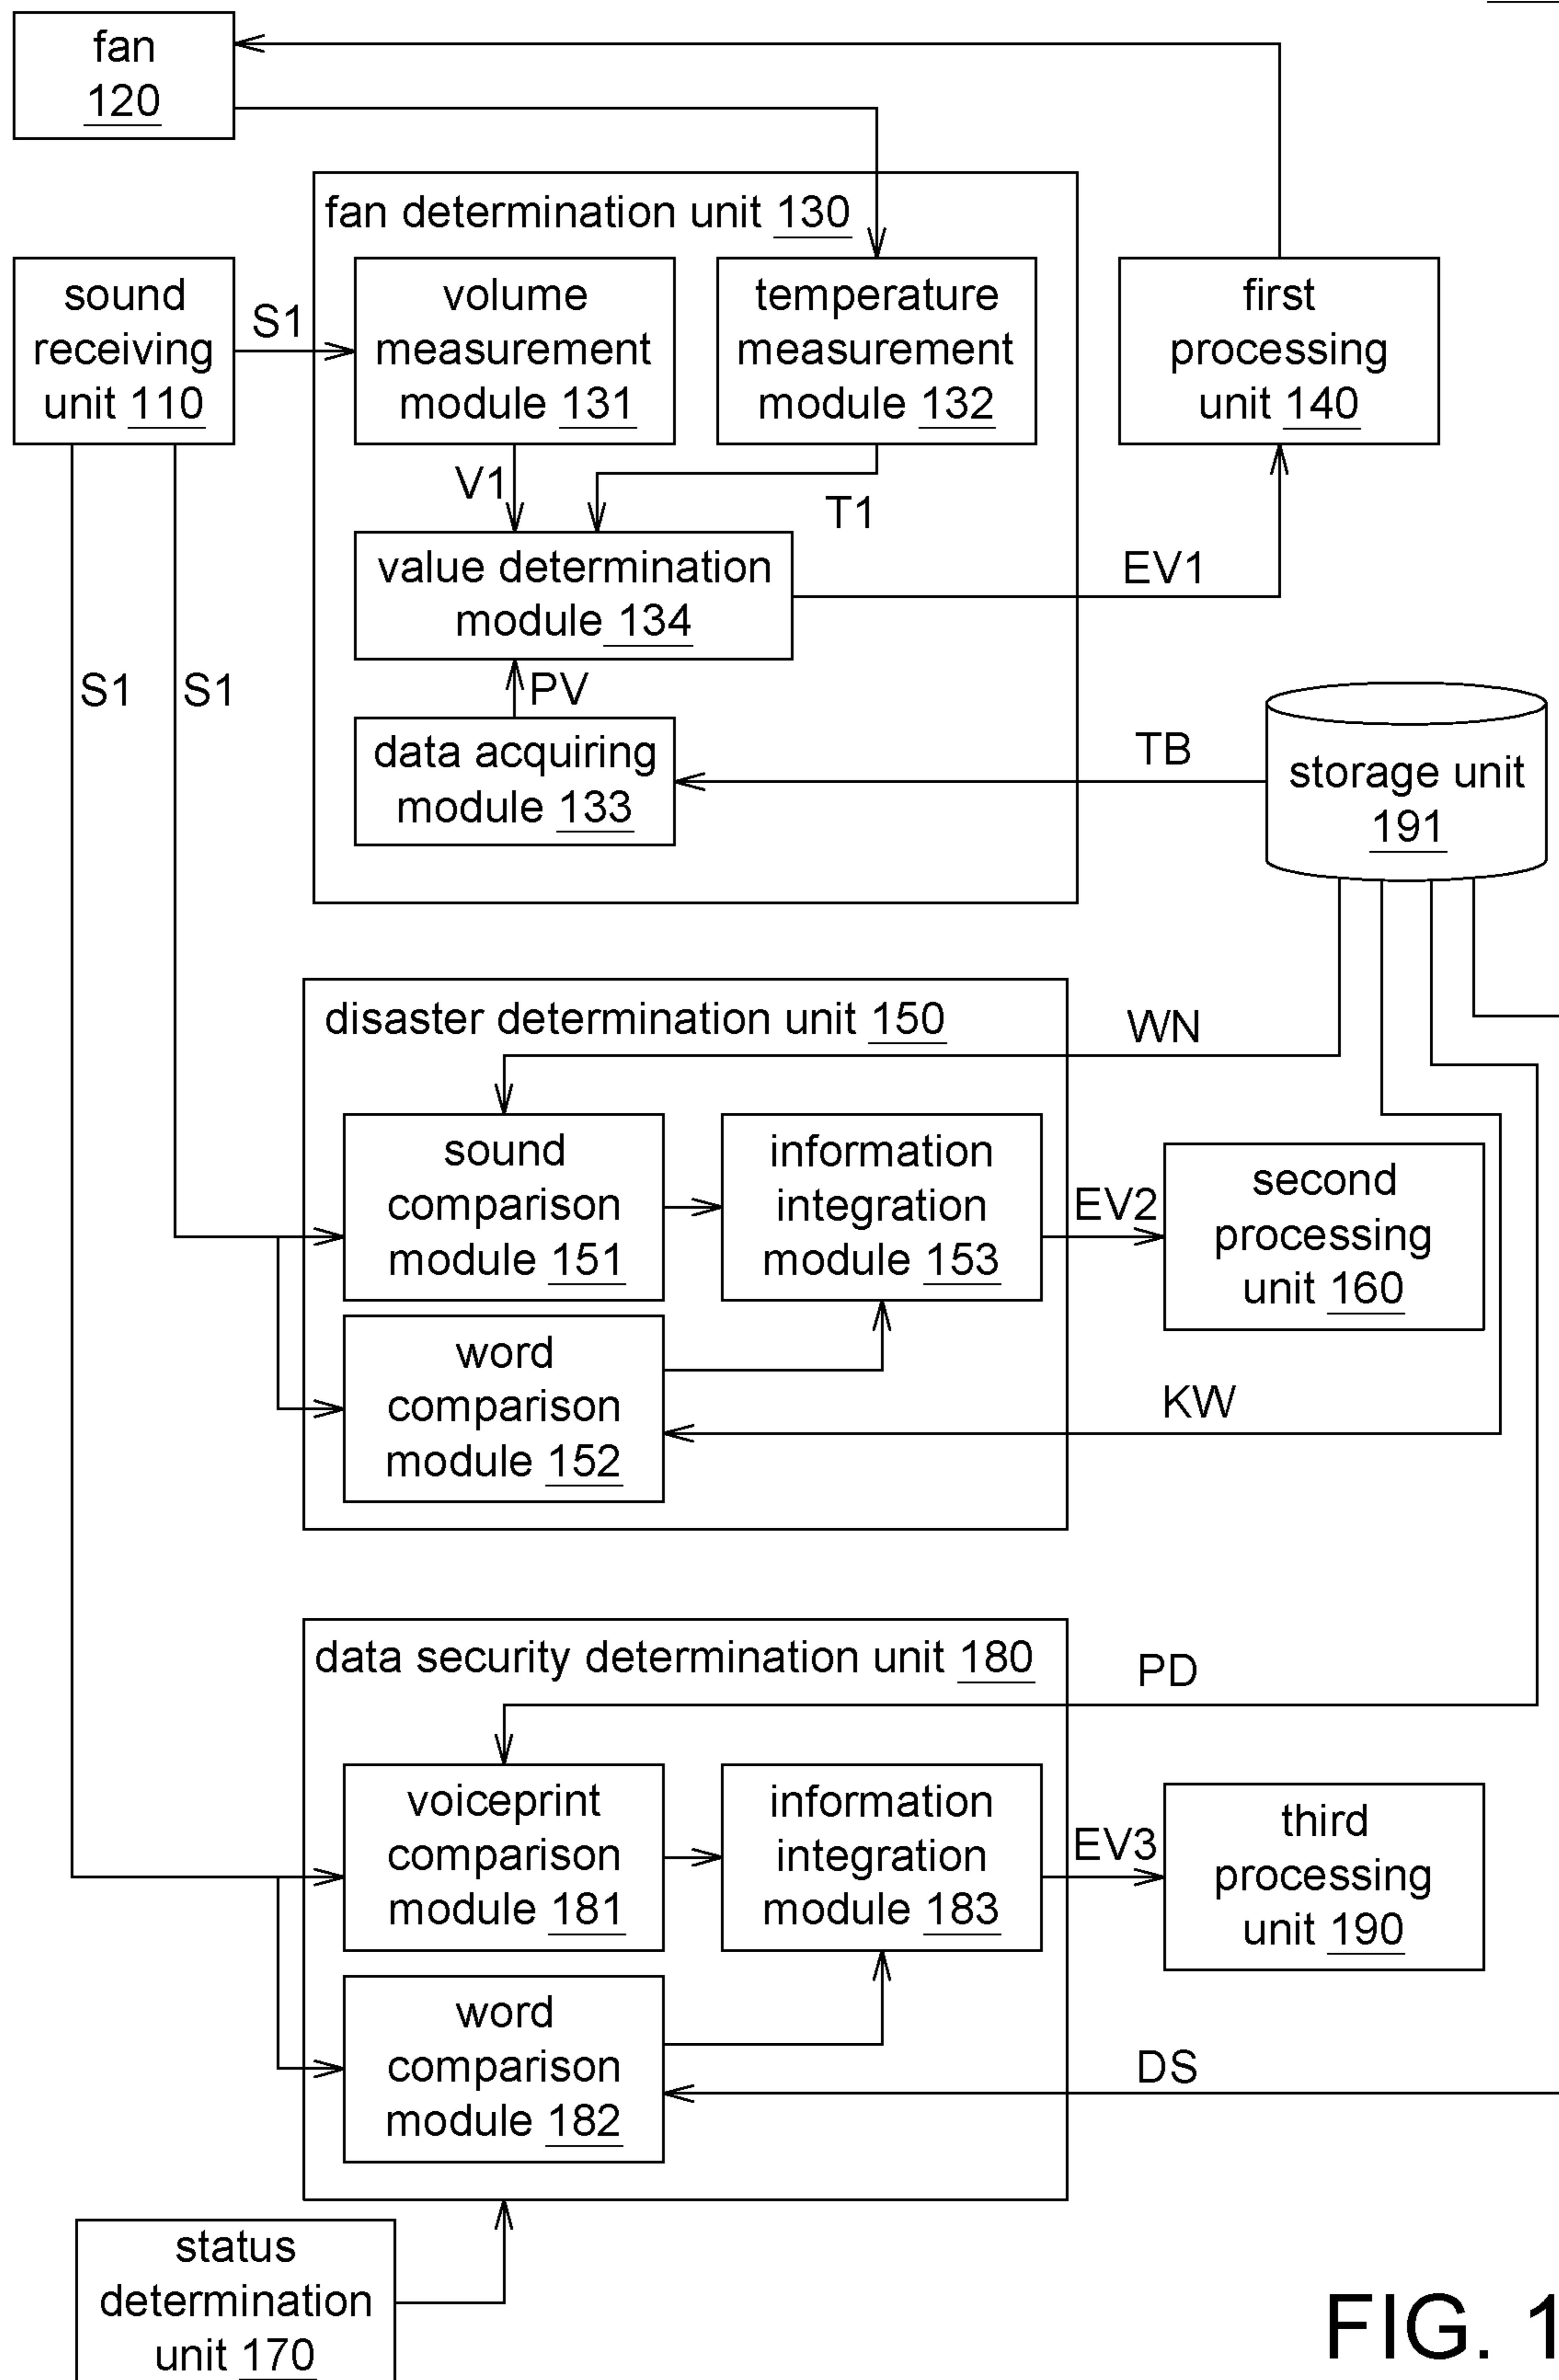 fan
120
fan determination unit 130
sound
receiving
unit 110
S1
volume
measurement
module 131
temperature
measurement
module 132
first
processing
unit 140
V1
T1
value determination
module 134
EV1
S1
S1
PV
data acquiring
module 133
TB
storage unit
191
disaster determination unit 150
WN
sound
comparison
module 151
information
integration
module 153
EV2
second
processing
unit 160
word
comparison
module 152
KW
data security determination unit 180
PD
voiceprint
comparison
module 181
information
integration
module 183
EV3
third
processing
unit 190
word
comparison
module 182
DS
status
determination
unit 170
FIG. 1